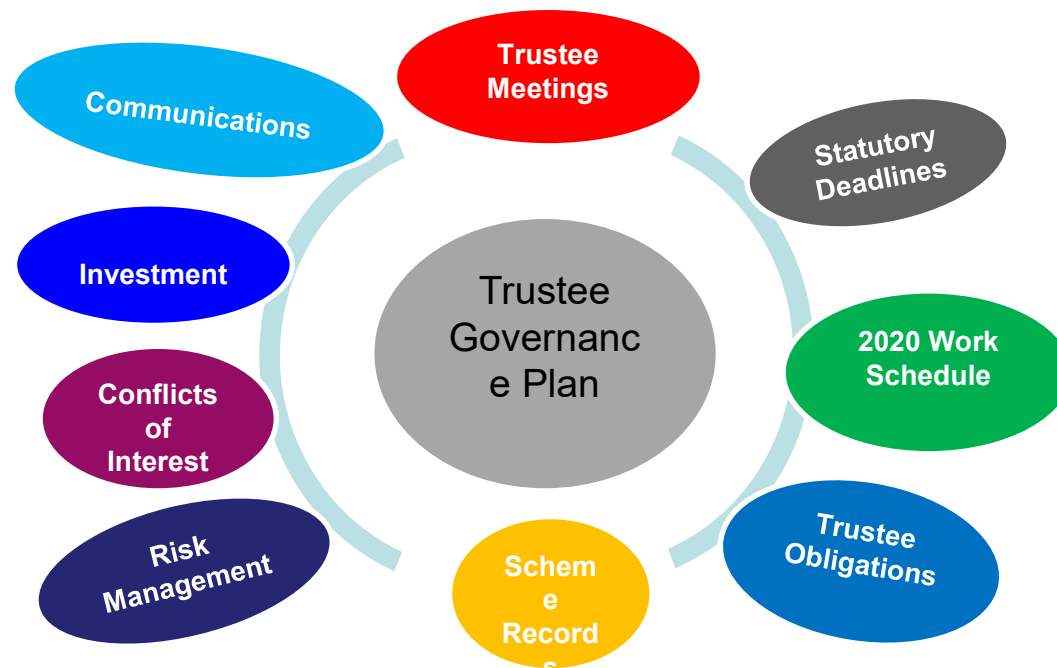 Trustee
Meetings
Communications
Statutory
Deadlines
Investment
Trustee
Governanc
e Plan
2020 Work
Schedule
Conflicts
of
Interest
Risk
Management
Trustee
Obligations
Schem
e
Record
s